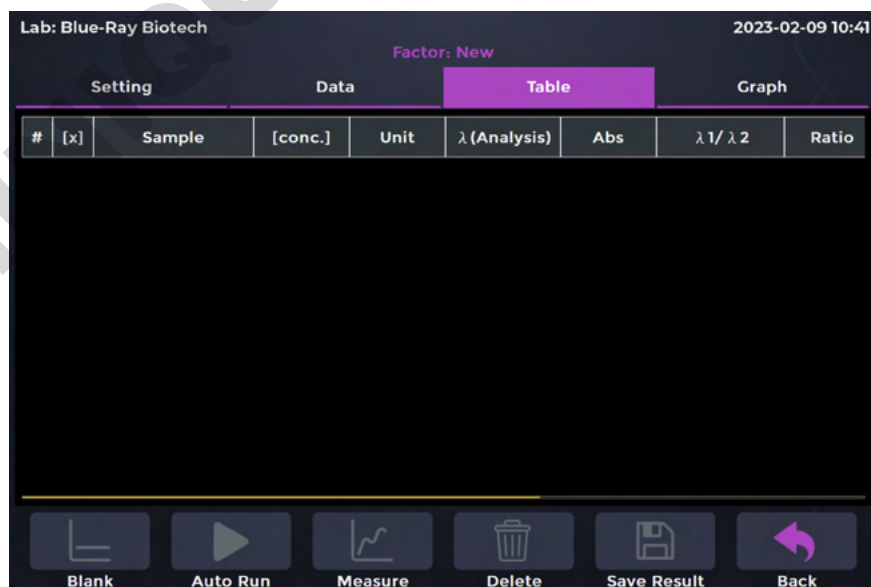 Lab: Blue-Ray Biotech 2023-02-09 10:41
Factor: New
Setting Data Table Graph
# [x] Sample [conc.] Unit λ(Analysis) Abs λ1/λ2 Ratio
Blank Auto Run Measure Delete Save Result Back